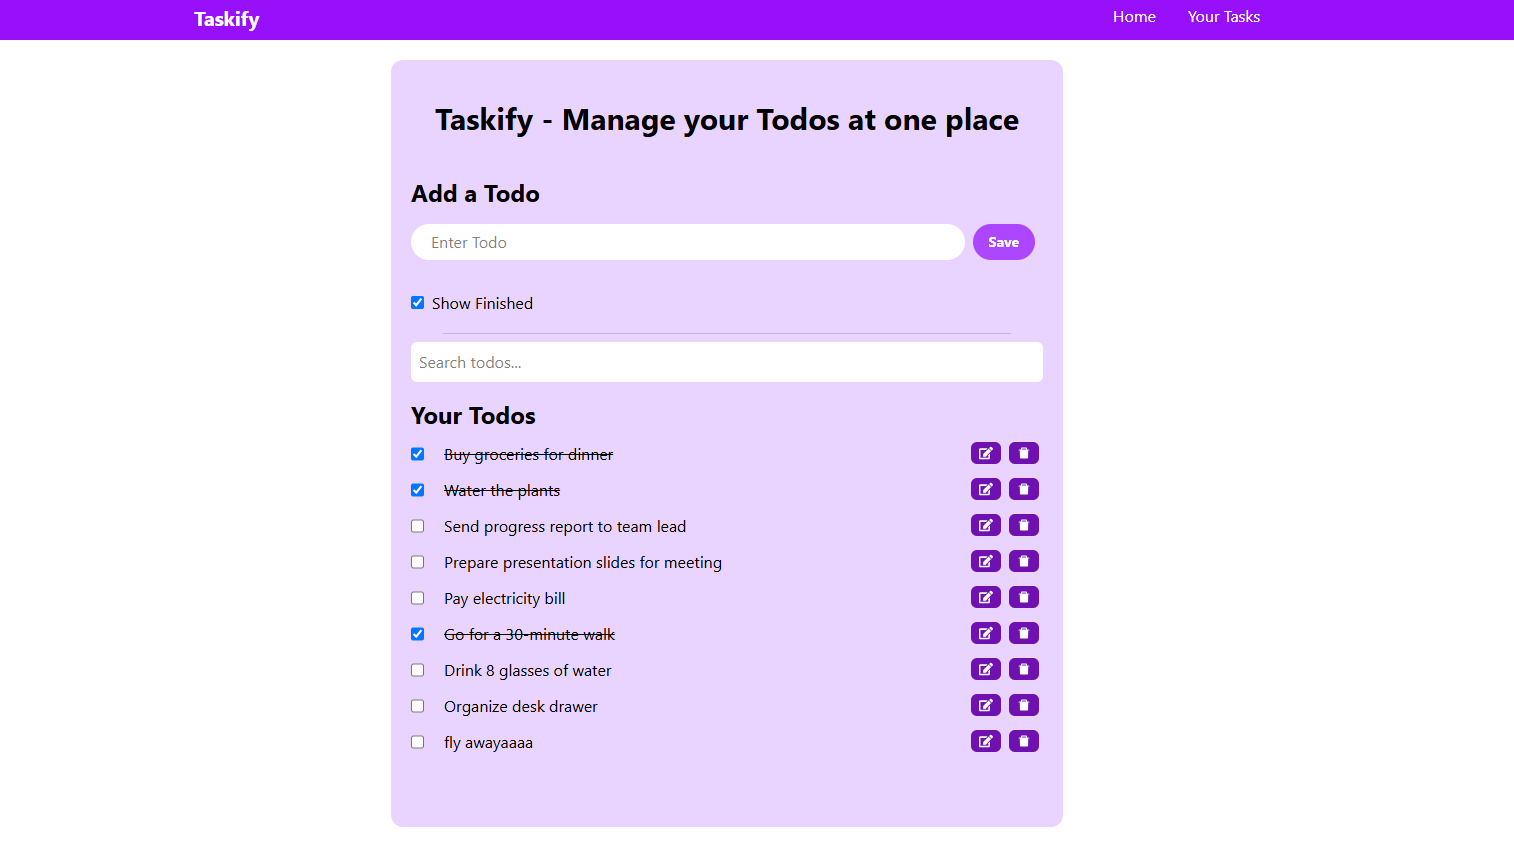 Taskify
Home
Your Tasks
Taskify - Manage your Todos at one place
Add a Todo
Enter Todo
Save
Show Finished
Search todos...
Your Todos
Buy groceries for dinner
Water the plants
Send progress report to team lead
Prepare presentation slides for meeting
Pay electricity bill
Go for a 30-minute walk
Drink 8 glasses of water
Organize desk drawer
fly awayaaaa